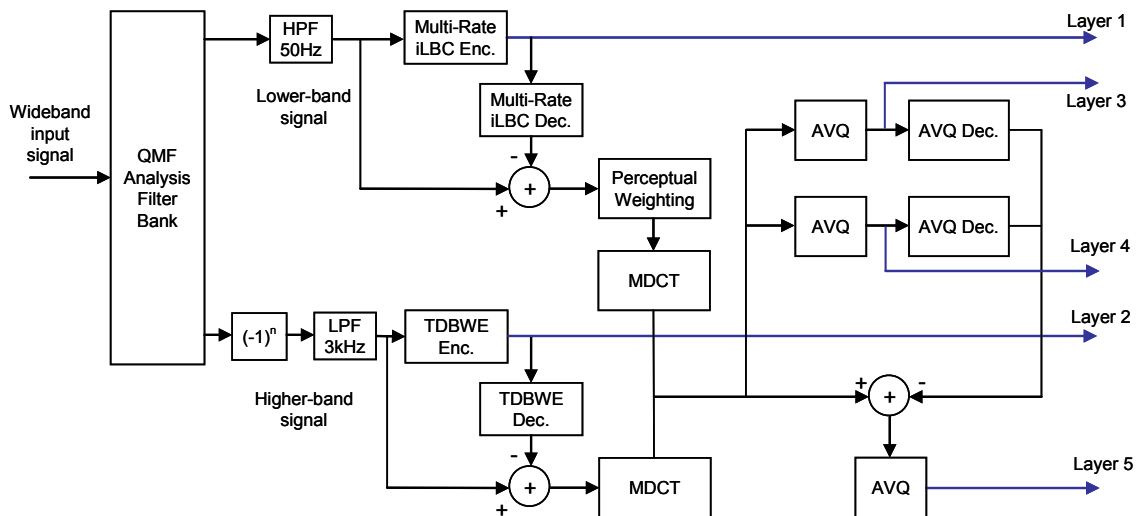 HPF
50Hz
Multi-Rate
iLBC Enc.
Layer 1
Wideband
input
signal
Lower-band
signal
Multi-Rate
iLBC Dec.
AVQ
AVQ Dec.
Layer 3
QMF
Analysis
Filter
Bank
-
+
+
Perceptual
Weighting
AVQ
AVQ Dec.
MDCT
Layer 4
(-1)ⁿ
LPF
3kHz
TDBWE
Enc.
Layer 2
Higher-band
signal
TDBWE
Dec.
+
-
+
-
+
+
MDCT
AVQ
Layer 5